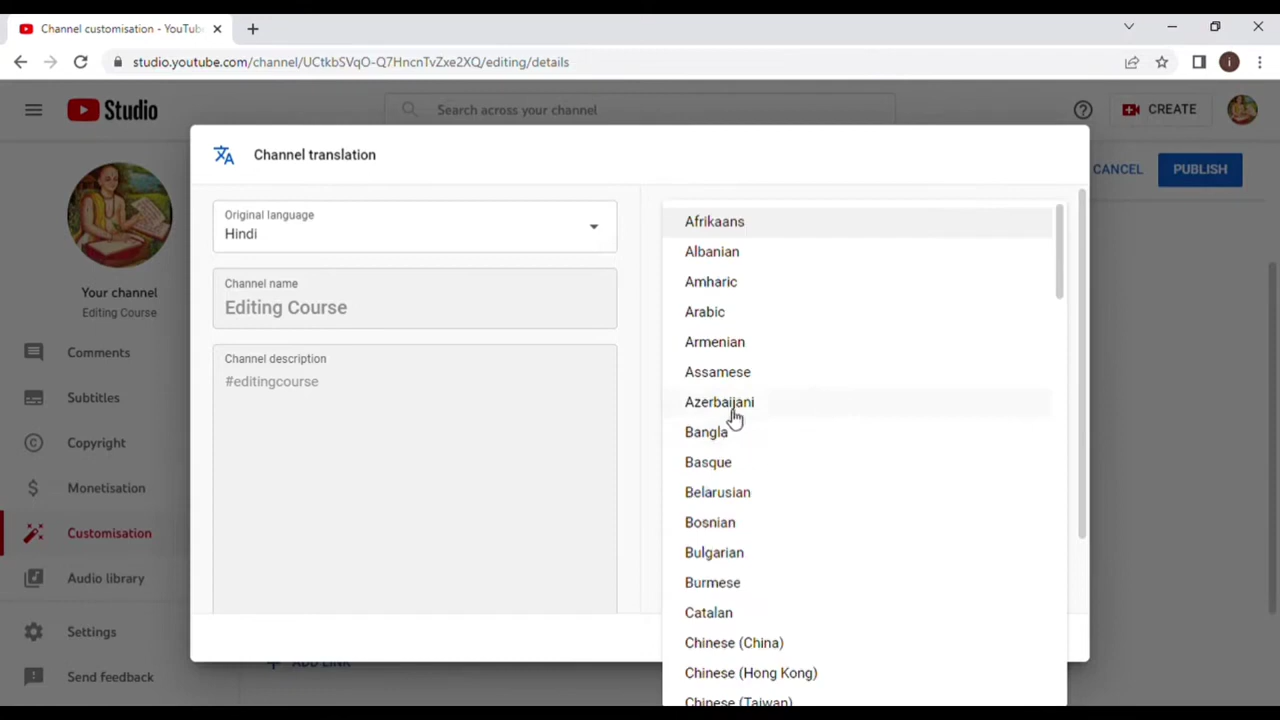 Channel customisation - YouTub
studio.youtube.com/channel/UCtkbSVqO-Q7HncnTvZxe2XQ/editing/details
i
Studio
Search across your channel
CREATE
CANCEL
PUBLISH
Your channel
Editing Course
Comments
Subtitles
Copyright
Monetisation
Customisation
Audio library
Settings
Send feedback
Channel translation
Original language
Hindi
Channel name
Editing Course
Channel description
#editingcourse
ADD LINK
Afrikaans
Albanian
Amharic
Arabic
Armenian
Assamese
Azerbaijani
Bangla
Basque
Belarusian
Bosnian
Bulgarian
Burmese
Catalan
Chinese (China)
Chinese (Hong Kong)
Chinese (Taiwan)